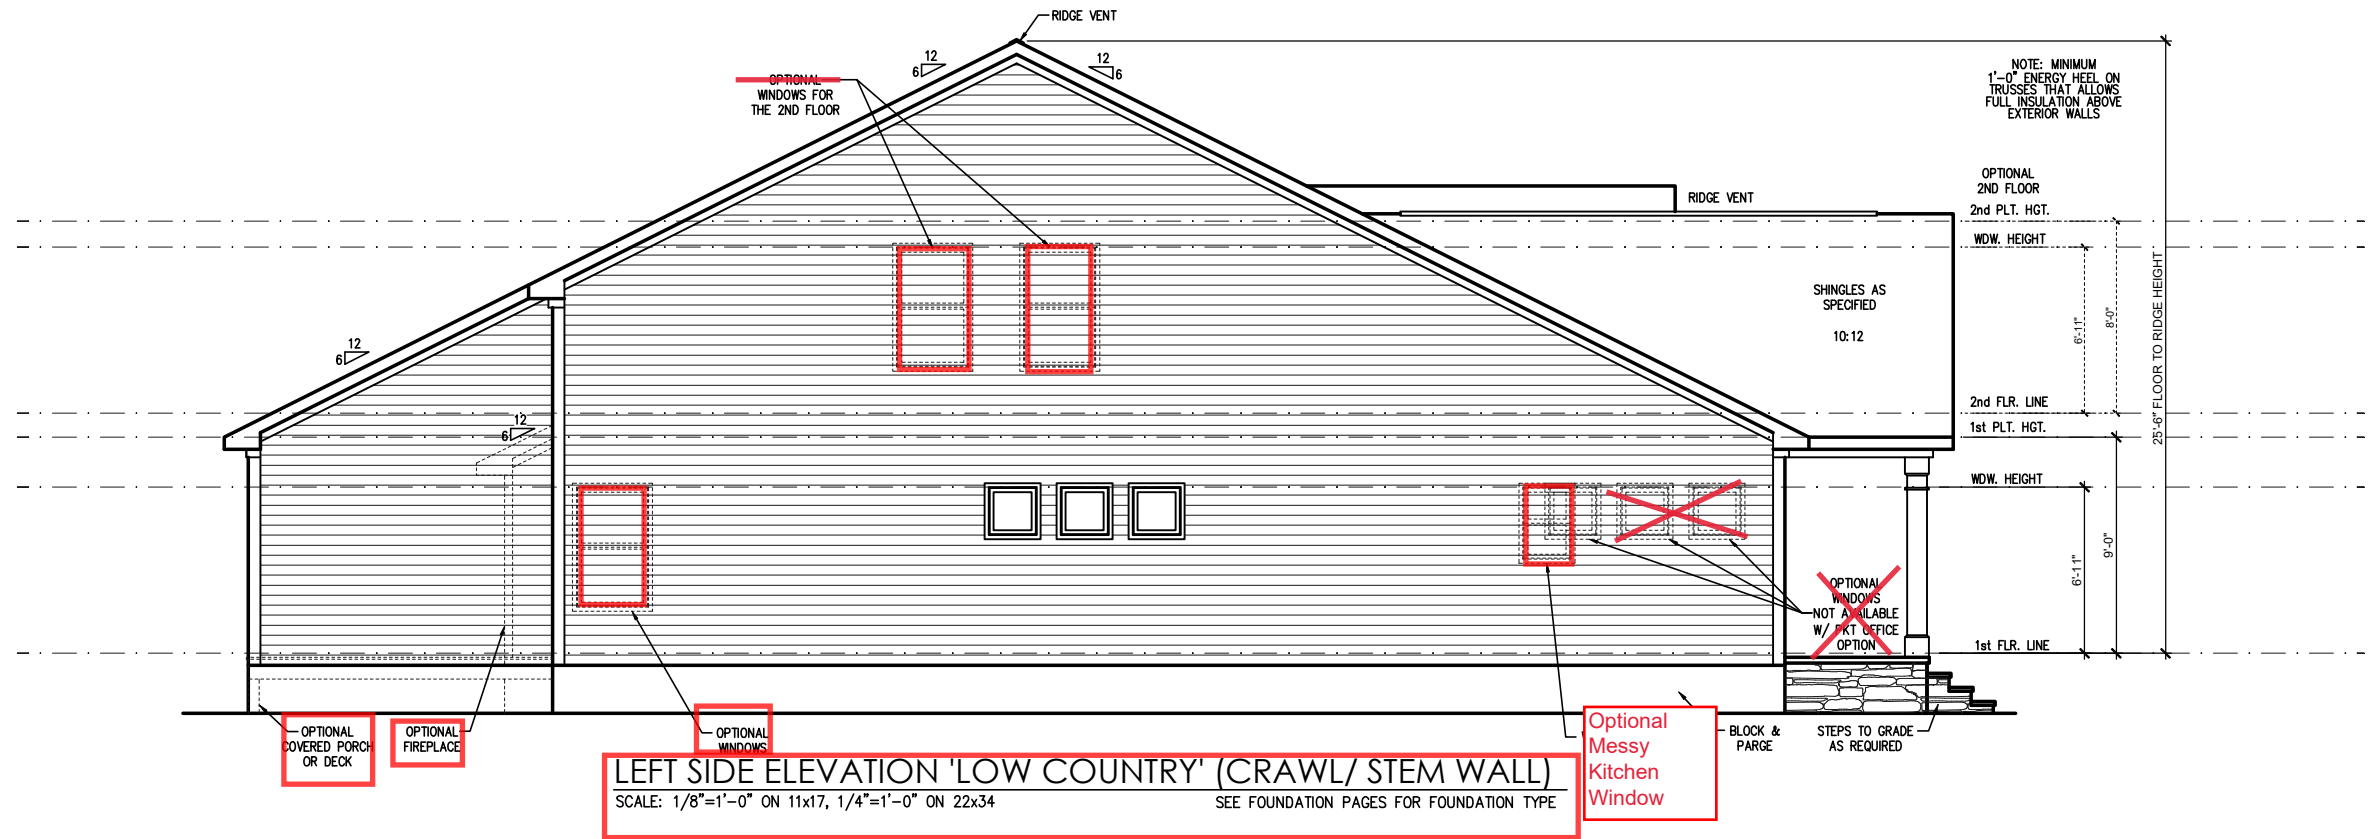 RIDGE VENT
12
6
12
6
OPTIONAL
WINDOWS FOR
THE 2ND FLOOR
NOTE: MINIMUM
1'-0" ENERGY HEEL ON
TRUSSES THAT ALLOWS
FULL INSULATION ABOVE
EXTERIOR WALLS
OPTIONAL
2ND FLOOR
RIDGE VENT
2nd PLT. HGT.
WDW. HEIGHT
SHINGLES AS
SPECIFIED
10:12
6'-11"
8'-0"
25'-6" FLOOR TO RIDGE HEIGHT
12
6
2nd FLR. LINE
1st PLT. HGT.
12
6
WDW. HEIGHT
6'-11"
9'-0"
OPTIONAL
WINDOWS
NOT AVAILABLE
W/ PKT OFFICE
OPTION
1st FLR. LINE
OPTIONAL
COVERED PORCH
OR DECK
OPTIONAL
FIREPLACE
OPTIONAL
WINDOWS
Optional
Messy
Kitchen
Window
BLOCK &
PARGE
STEPS TO GRADE
AS REQUIRED
LEFT SIDE ELEVATION 'LOW COUNTRY' (CRAWL/ STEM WALL)
SCALE: 1/8"=1'-0" ON 11x17, 1/4"=1'-0" ON 22x34
SEE FOUNDATION PAGES FOR FOUNDATION TYPE